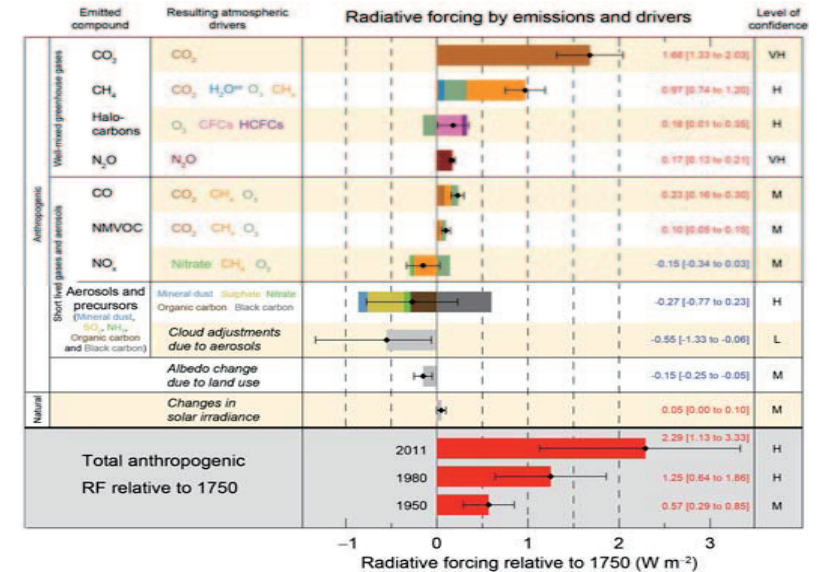 Emitted compound
Resulting atmospheric drivers
Radiative forcing by emissions and drivers
Level of confidence
Anthropogenic
Well-mixed greenhouse gases
CO₂
CO₂
1.68 [1.33 to 2.03]
VH
CH₄
CO₂ H₂Oˢᵗʳ O₃ CH₄
0.97 [0.74 to 1.20]
H
Halo-
carbons
O₃ CFCs HCFCs
0.18 [0.01 to 0.35]
H
N₂O
N₂O
0.17 [0.13 to 0.21]
VH
Short lived gases and aerosols
CO
CO₂ CH₄ O₃
0.23 [0.16 to 0.30]
M
NMVOC
CO₂ CH₄ O₃
0.10 [0.05 to 0.15]
M
NOₓ
Nitrate CH₄ O₃
-0.15 [-0.34 to 0.03]
M
Aerosols and
precursors
(Mineral dust,
SO₂, NH₃,
Organic carbon
and Black carbon)
Mineral dust Sulphate Nitrate
Organic carbon Black carbon
-0.27 [-0.77 to 0.23]
H
Cloud adjustments
due to aerosols
-0.55 [-1.33 to -0.06]
L
Albedo change
due to land use
-0.15 [-0.25 to -0.05]
M
Natural
Changes in
solar irradiance
0.05 [0.00 to 0.10]
M
Total anthropogenic
RF relative to 1750
2011
2.29 [1.13 to 3.33]
H
1980
1.25 [0.64 to 1.86]
H
1950
0.57 [0.29 to 0.85]
M
−1 0 1 2 3
Radiative forcing relative to 1750 (W m⁻²)